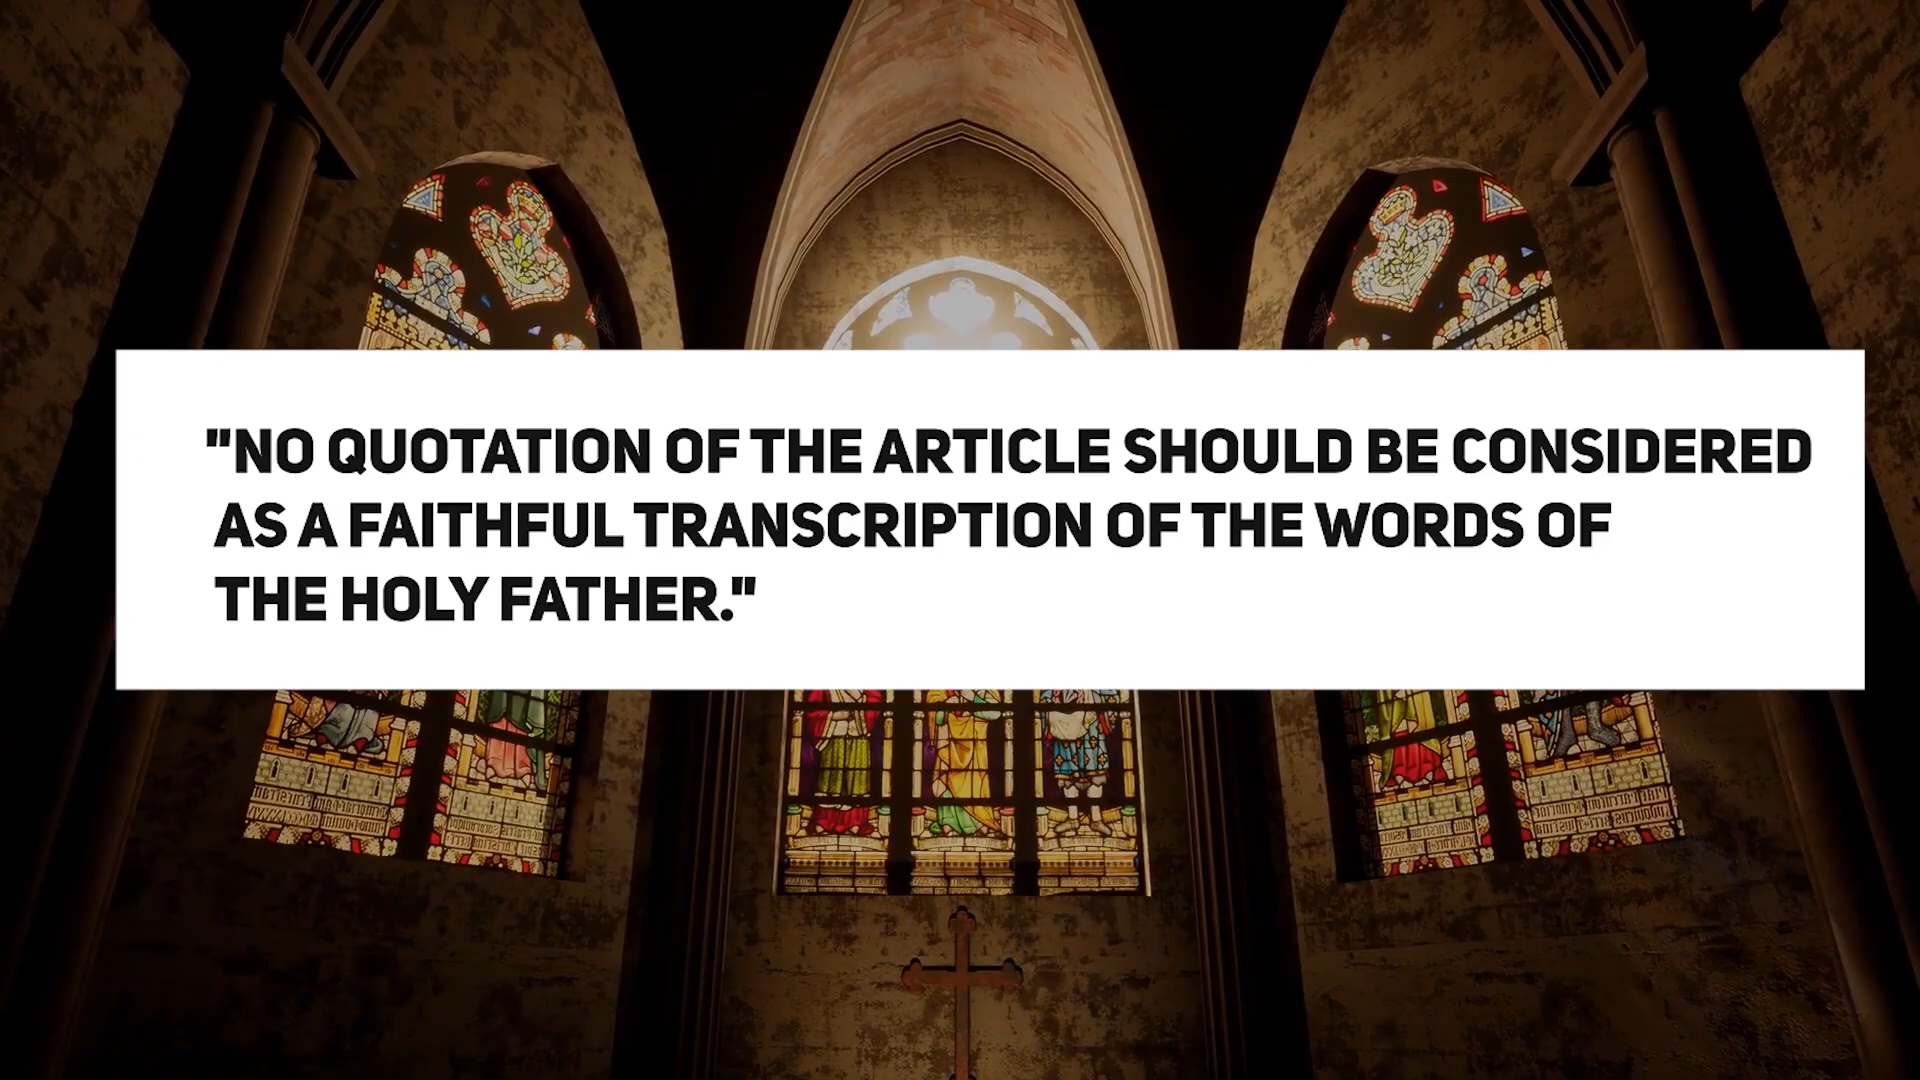 "NO QUOTATION OF THE ARTICLE SHOULD BE CONSIDERED
AS A FAITHFUL TRANSCRIPTION OF THE WORDS OF
THE HOLY FATHER."